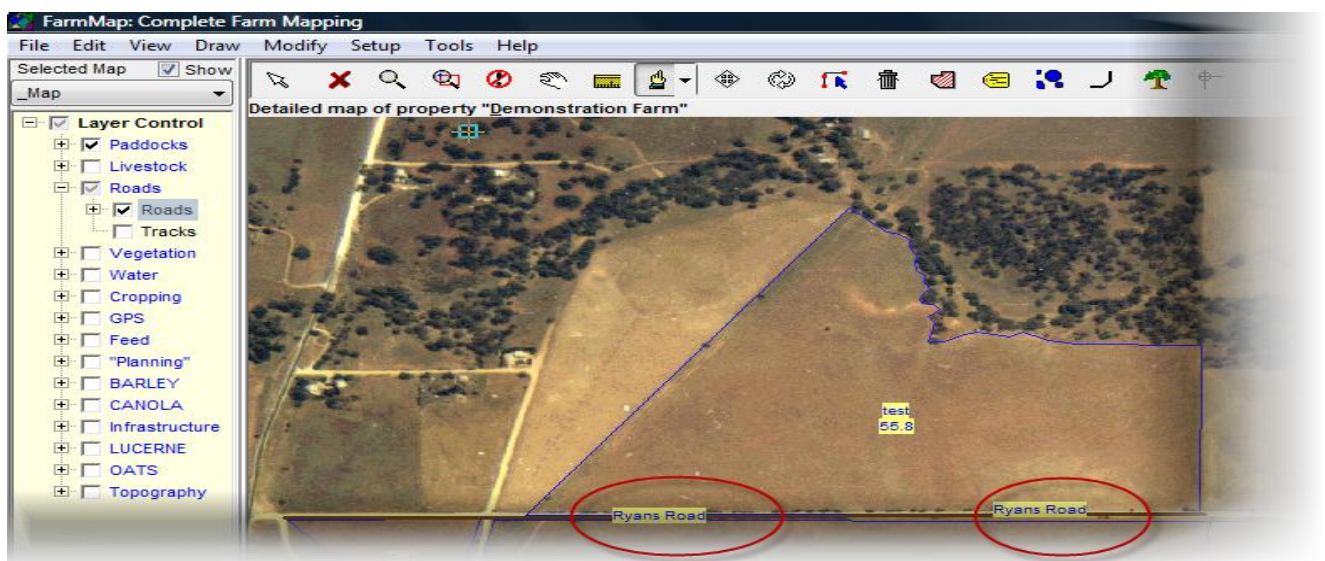 FarmMap: Complete Farm Mapping
File Edit View Draw Modify Setup Tools Help
Selected Map Show
_Map
Detailed map of property "Demonstration Farm"
Layer Control
Paddocks
Livestock
Roads
Roads
Tracks
Vegetation
Water
Cropping
GPS
Feed
"Planning"
BARLEY
CANOLA
Infrastructure
LUCERNE
OATS
Topography
test
55.8
Ryans Road
Ryans Road